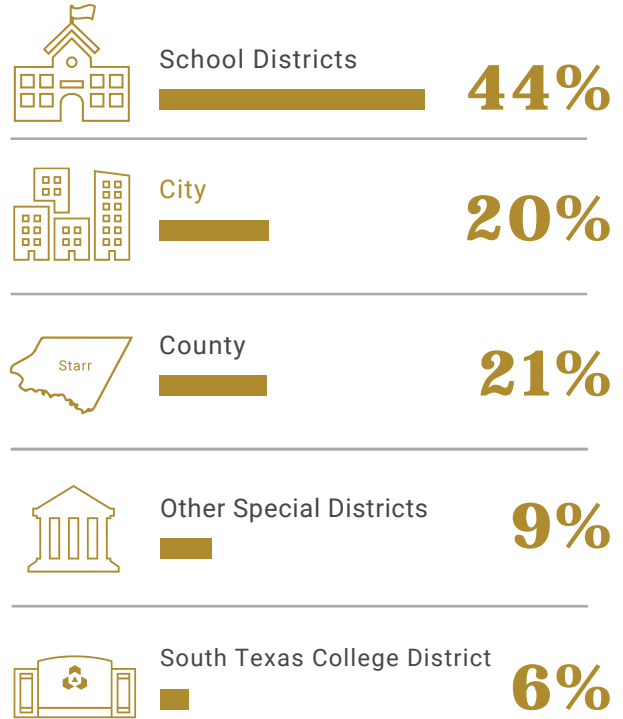 School Districts
44%
City
20%
County
Starr
21%
Other Special Districts
9%
South Texas College District
6%